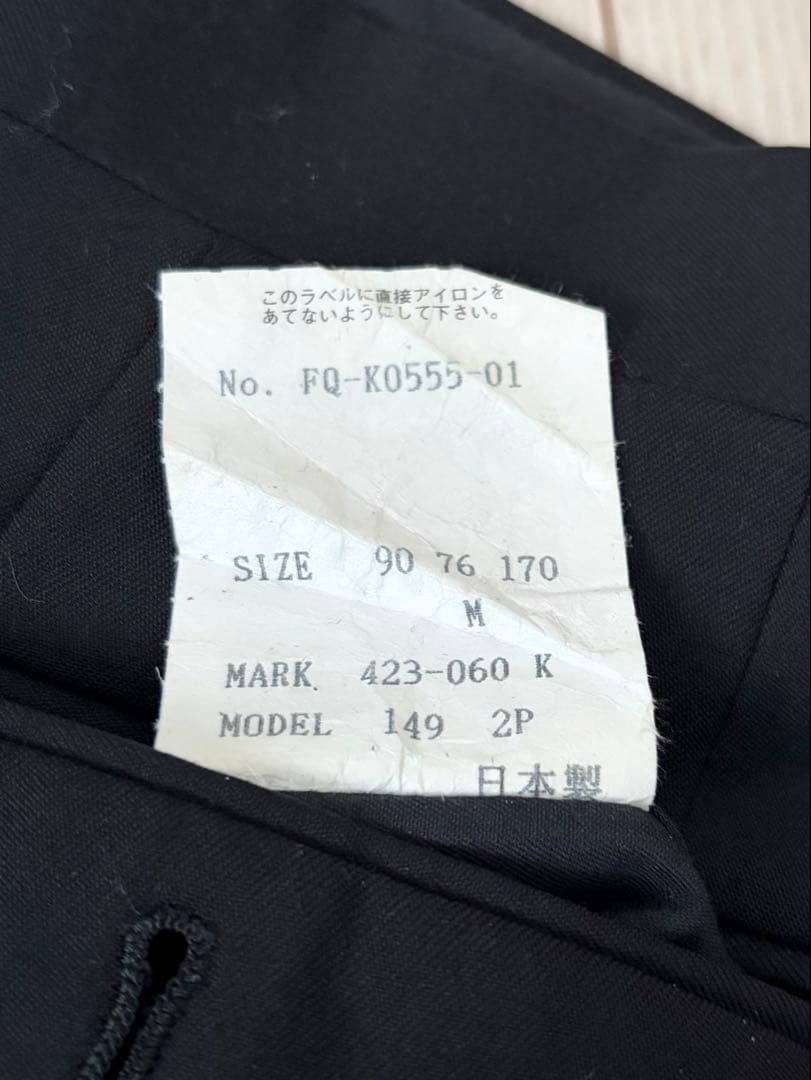 このラベルに直接アイロンを
あてないようにして下さい。
No. FQ-K0555-01
SIZE 90 76 170
M
MARK 423-060 K
MODEL 149 2P
日本製